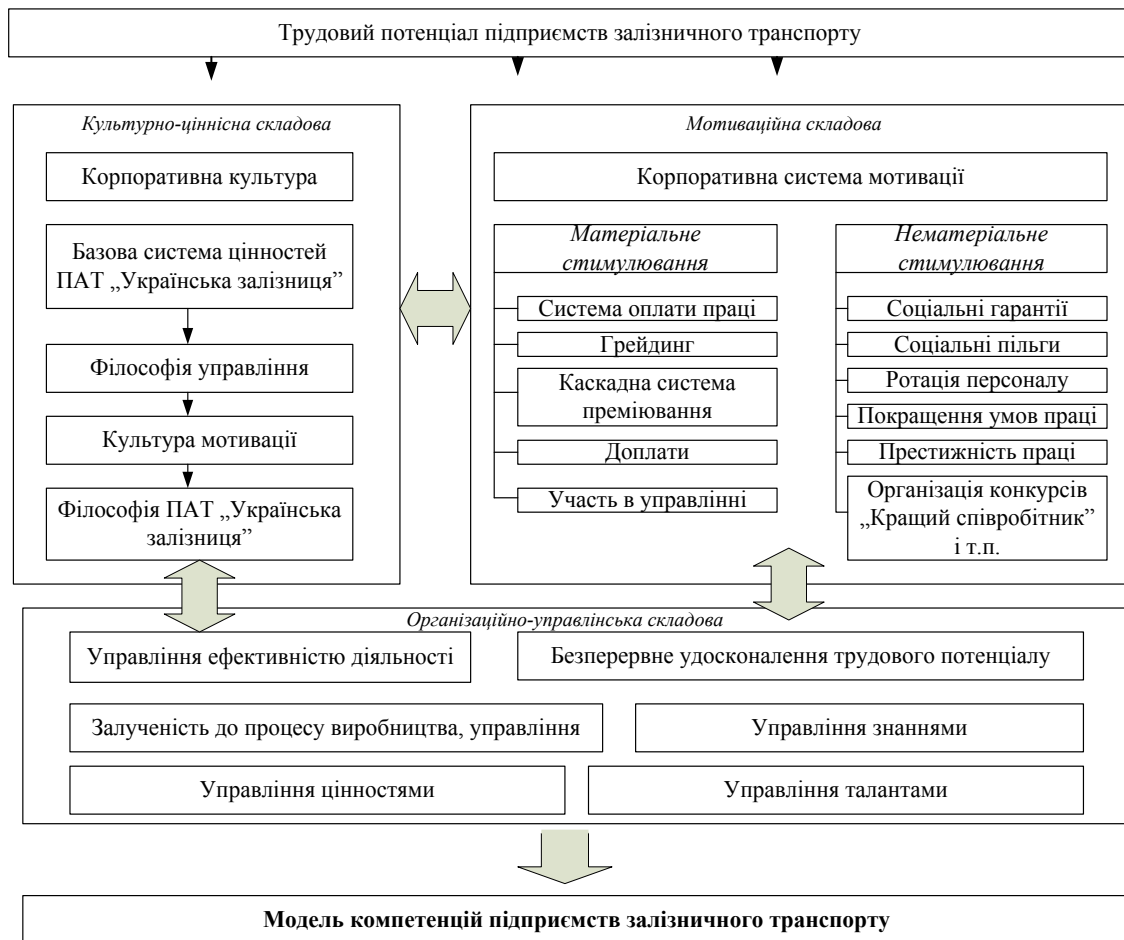 Трудовий потенціал підприємств залізничного транспорту
Культурно-ціннісна складова
Корпоративна культура
Базова система цінностей
ПАТ „Українська залізниця”
Філософія управління
Культура мотивації
Філософія ПАТ „Українська
залізниця”
Мотиваційна складова
Корпоративна система мотивації
Матеріальне
стимулювання
Система оплати праці
Грейдинг
Каскадна система
преміювання
Доплати
Участь в управлінні
Нематеріальне
стимулювання
Соціальні гарантії
Соціальні пільги
Ротація персоналу
Покращення умов праці
Престижність праці
Організація конкурсів
„Кращий співробітник”
і т.п.
Організаційно-управлінська складова
Управління ефективністю діяльності
Безперервне удосконалення трудового потенціалу
Залученість до процесу виробництва, управління
Управління знаннями
Управління цінностями
Управління талантами
Модель компетенцій підприємств залізничного транспорту